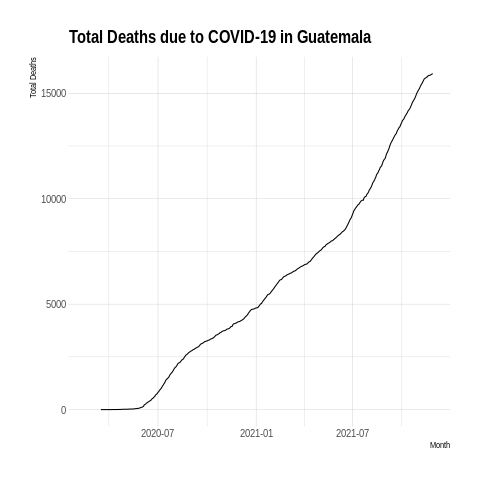 Total Deaths due to COVID-19 in Guatemala
Total Deaths
15000
10000
5000
0
2020-07
2021-01
2021-07
Month